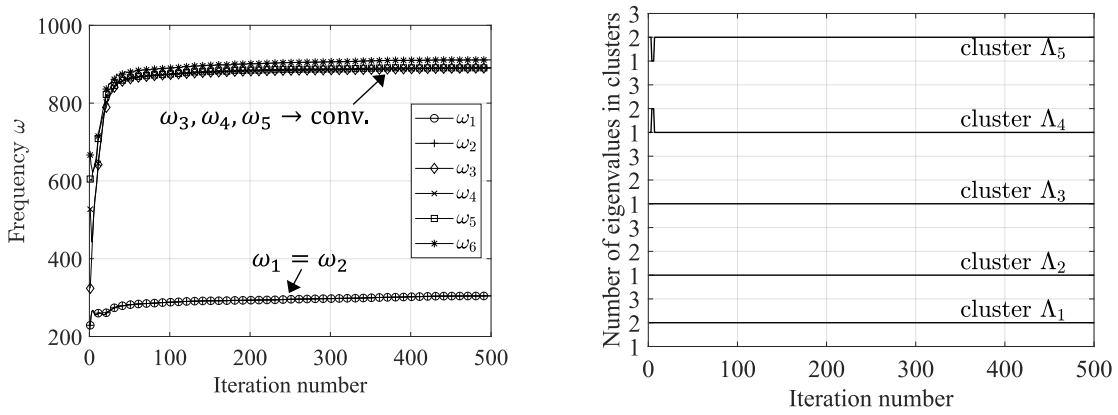 1000
800
600
400
200
0
100
200
300
400
500
Frequency ω
Iteration number
ω₃, ω₄, ω₅ → conv.
ω₁ = ω₂
ω₁
ω₂
ω₃
ω₄
ω₅
ω₆
Number of eigenvalues in clusters
3
2
1
2
1
3
2
1
3
2
1
3
2
1
cluster Λ₅
cluster Λ₄
cluster Λ₃
cluster Λ₂
cluster Λ₁
0
100
200
300
400
500
Iteration number